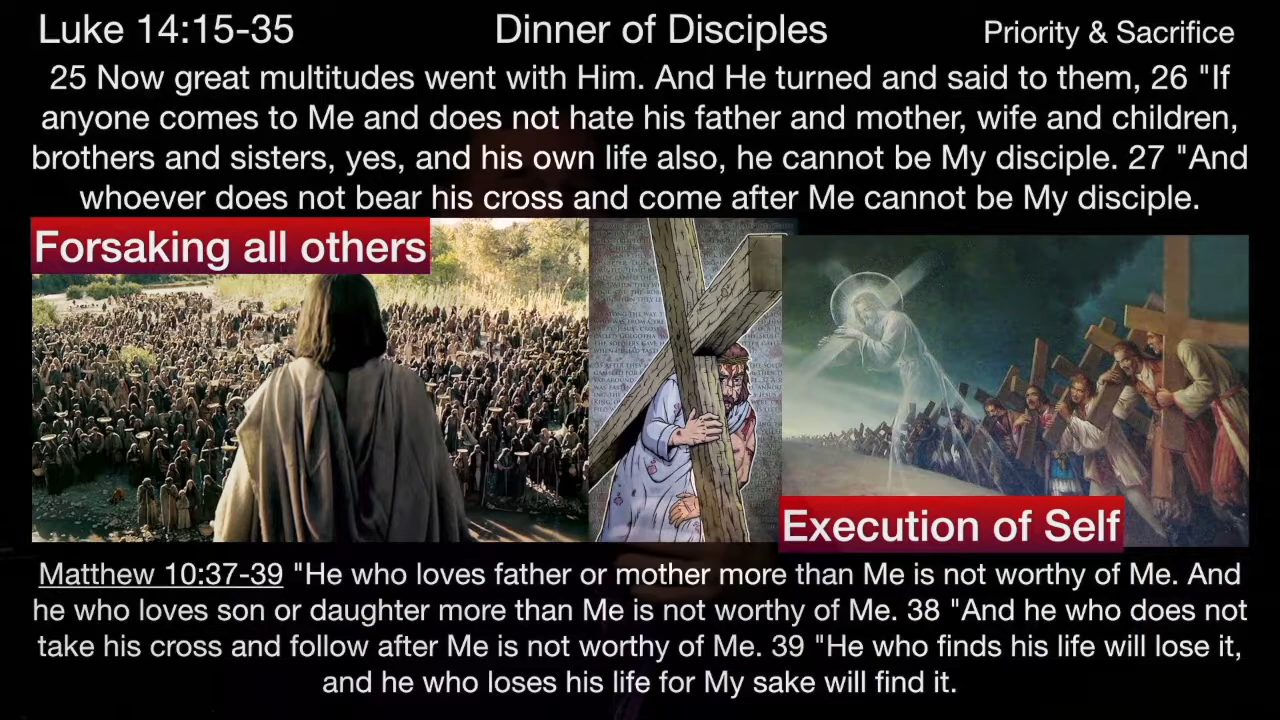 Luke 14:15-35 Dinner of Disciples Priority & Sacrifice
25 Now great multitudes went with Him. And He turned and said to them, 26 "If
anyone comes to Me and does not hate his father and mother, wife and children,
brothers and sisters, yes, and his own life also, he cannot be My disciple. 27 "And
whoever does not bear his cross and come after Me cannot be My disciple.
Forsaking all others
Execution of Self
Matthew 10:37-39 "He who loves father or mother more than Me is not worthy of Me. And
he who loves son or daughter more than Me is not worthy of Me. 38 "And he who does not
take his cross and follow after Me is not worthy of Me. 39 "He who finds his life will lose it,
and he who loses his life for My sake will find it.